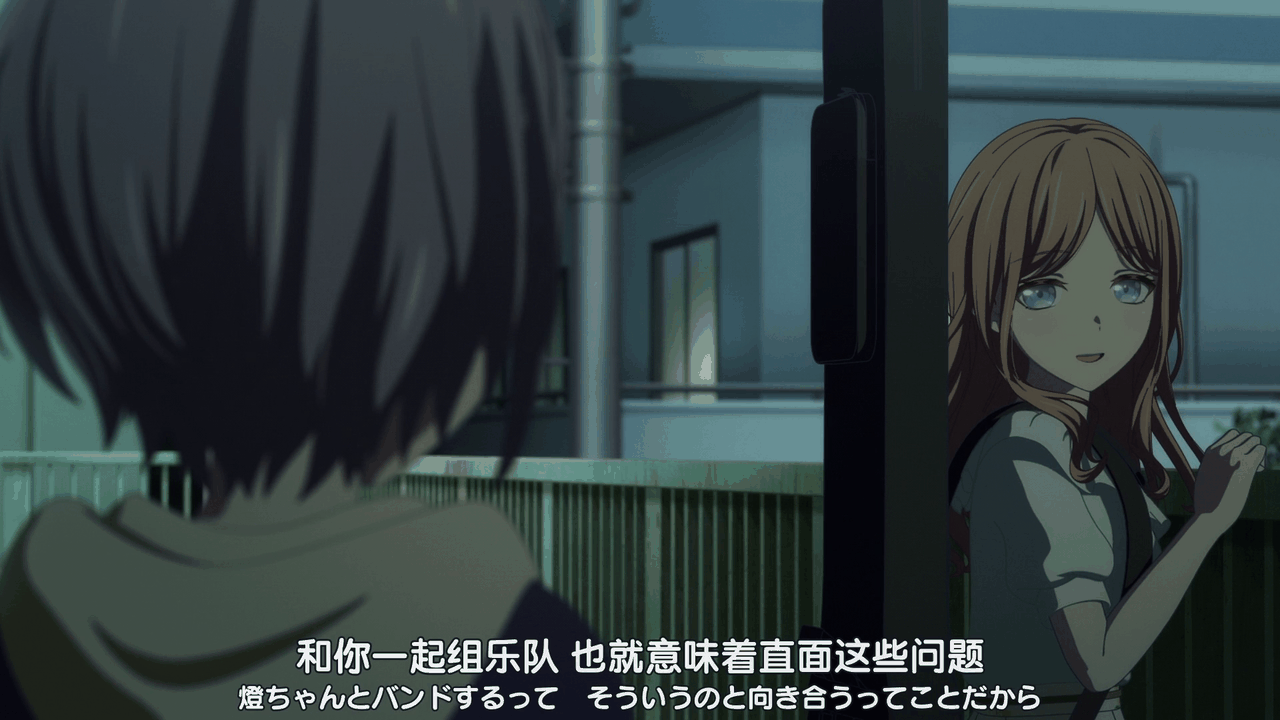 和你一起组乐队 也就意味着直面这些问题
燈ちゃんとバンドするって　そういうのと向き合うってことだから